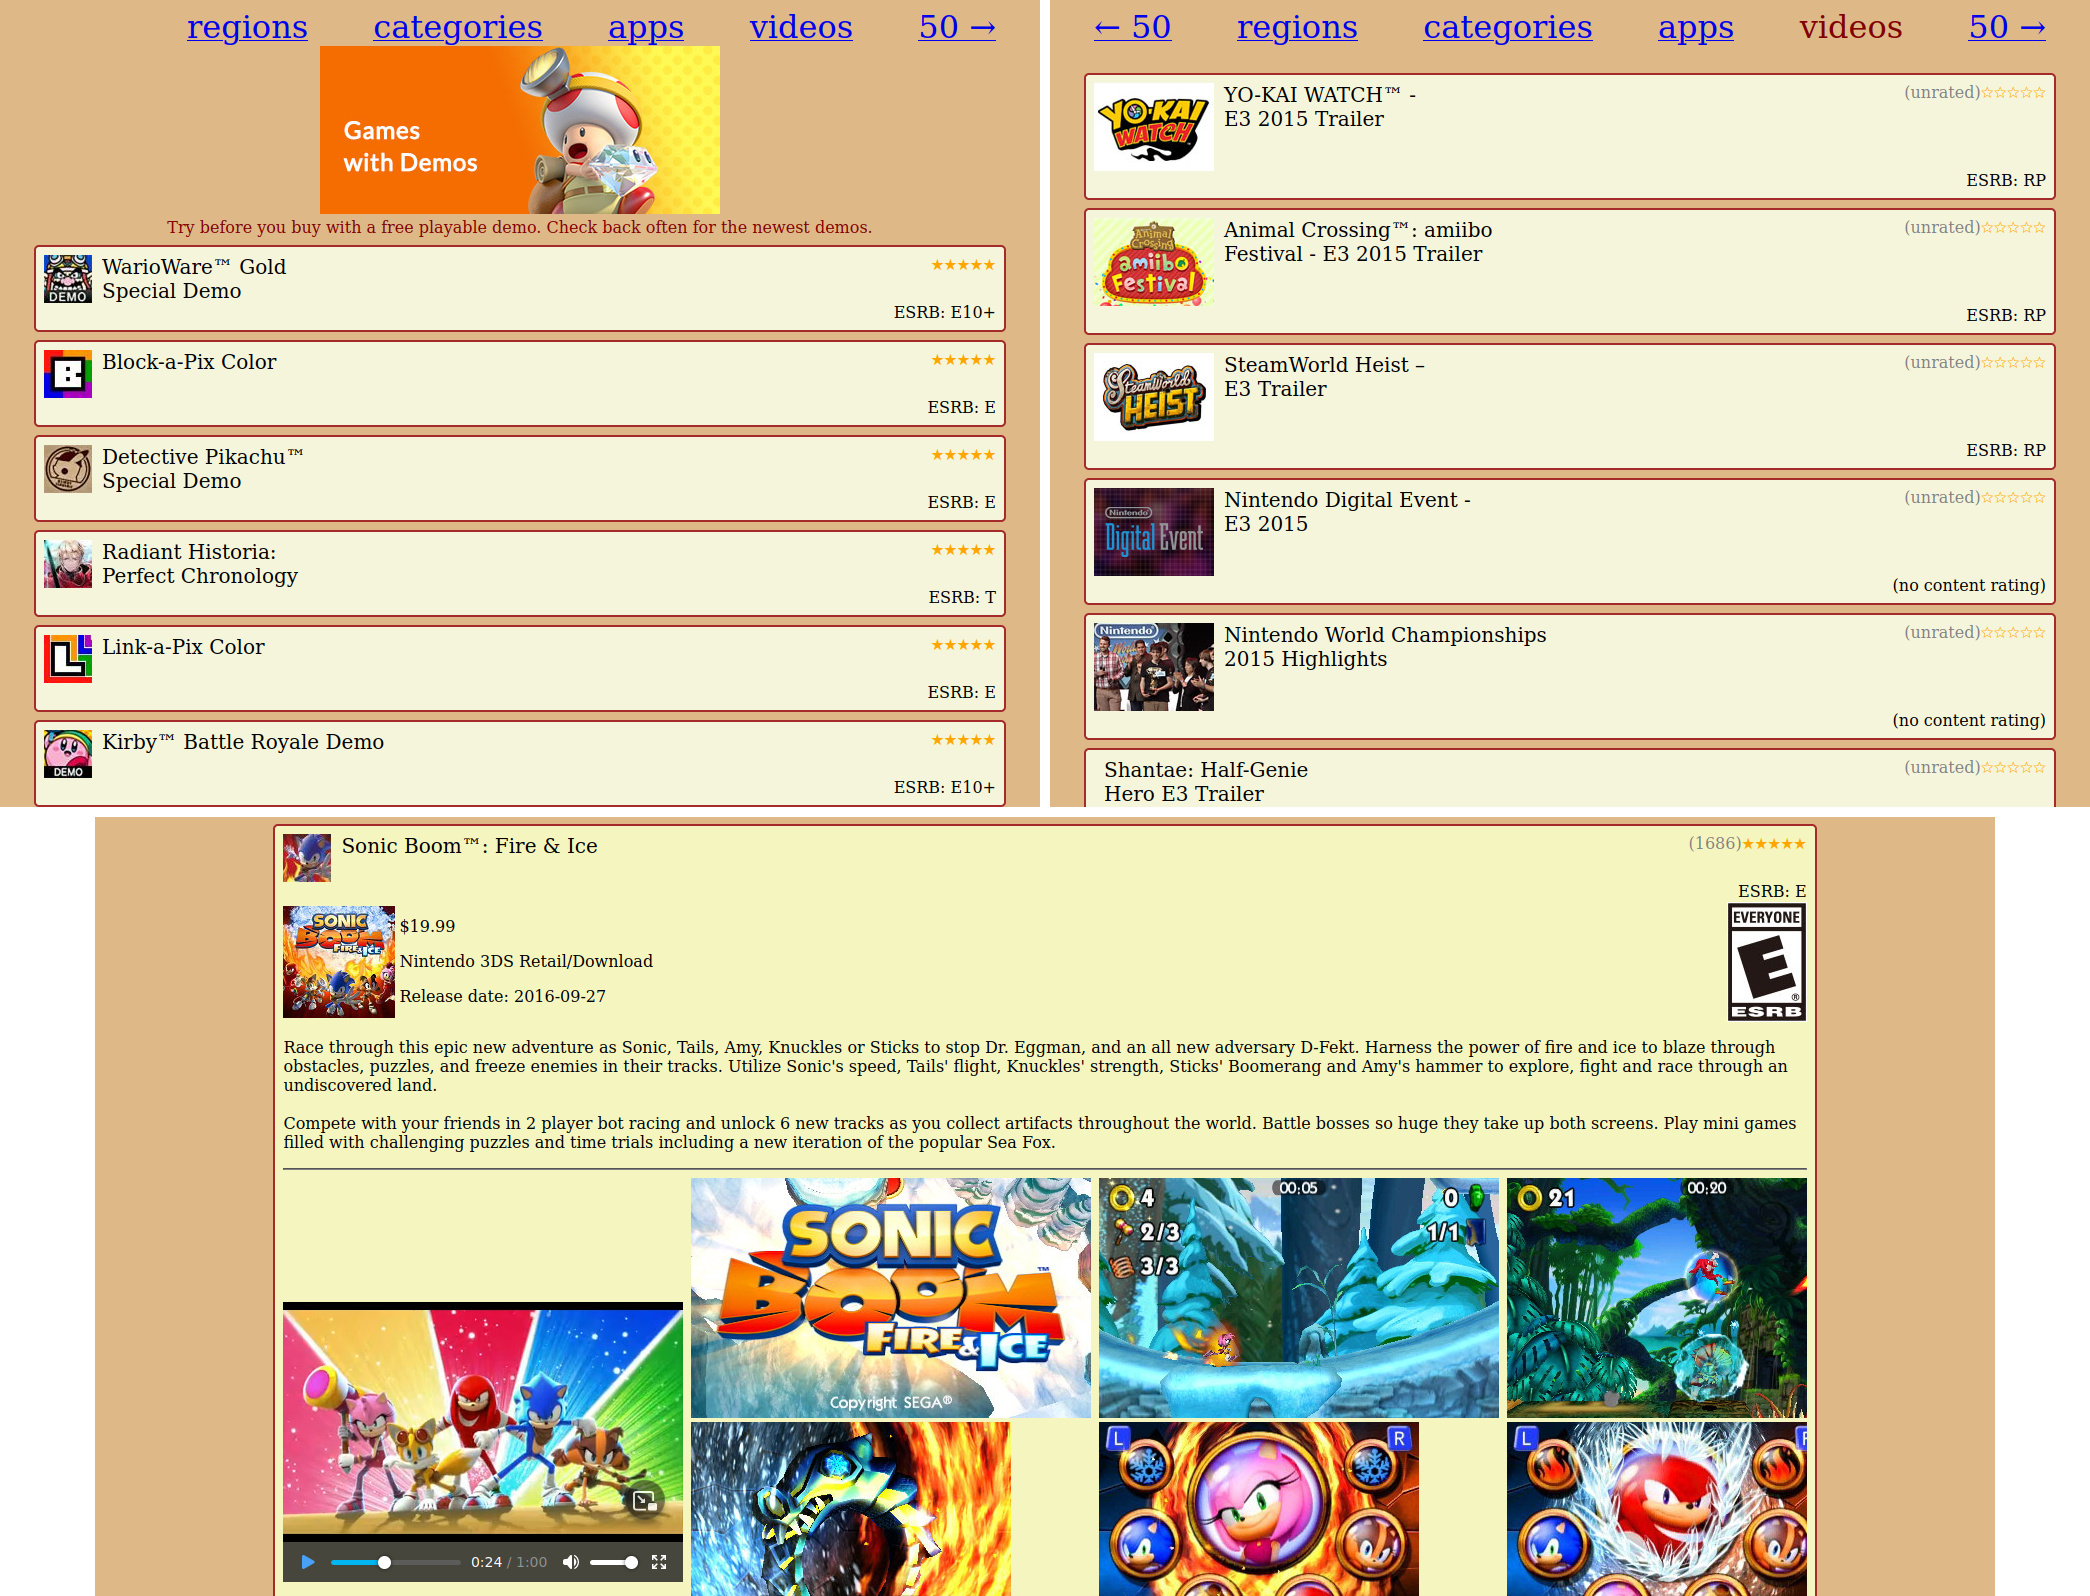 regions categories apps videos 50 →
Games
with Demos
Try before you buy with a free playable demo. Check back often for the newest demos.
WarioWare™ Gold
Special Demo
★★★★★
ESRB: E10+
DEMO
Block-a-Pix Color
★★★★★
ESRB: E
B
Detective Pikachu™
Special Demo
★★★★★
ESRB: E
Radiant Historia:
Perfect Chronology
★★★★★
ESRB: T
Link-a-Pix Color
★★★★★
ESRB: E
L
Kirby™ Battle Royale Demo
★★★★★
ESRB: E10+
DEMO
← 50 regions categories apps videos 50 →
YO-KAI
WATCH
YO-KAI WATCH™ -
E3 2015 Trailer
(unrated)☆☆☆☆☆
ESRB: RP
Animal
Crossing
amiibo
Festival
Animal Crossing™: amiibo
Festival - E3 2015 Trailer
(unrated)☆☆☆☆☆
ESRB: RP
SteamWorld
HEIST
SteamWorld Heist –
E3 Trailer
(unrated)☆☆☆☆☆
ESRB: RP
Nintendo
Digital Event
Nintendo Digital Event -
E3 2015
(unrated)☆☆☆☆☆
(no content rating)
Nintendo
Nintendo World Championships
2015 Highlights
(unrated)☆☆☆☆☆
(no content rating)
Shantae: Half-Genie
Hero E3 Trailer
(unrated)☆☆☆☆☆
Sonic Boom™: Fire & Ice
(1686)★★★★★
ESRB: E
SONIC
BOOM
FIRE & ICE
$19.99
Nintendo 3DS Retail/Download
Release date: 2016-09-27
EVERYONE
E
®
ESRB
Race through this epic new adventure as Sonic, Tails, Amy, Knuckles or Sticks to stop Dr. Eggman, and an all new adversary D-Fekt. Harness the power of fire and ice to blaze through
obstacles, puzzles, and freeze enemies in their tracks. Utilize Sonic's speed, Tails' flight, Knuckles' strength, Sticks' Boomerang and Amy's hammer to explore, fight and race through an
undiscovered land.
Compete with your friends in 2 player bot racing and unlock 6 new tracks as you collect artifacts throughout the world. Battle bosses so huge they take up both screens. Play mini games
filled with challenging puzzles and time trials including a new iteration of the popular Sea Fox.
SONIC
BOOM™
FIRE & ICE
Copyright SEGA®
4 00:05 0
2/3 1/1
3/3
21 00:20
0:24 / 1:00
L R
L R